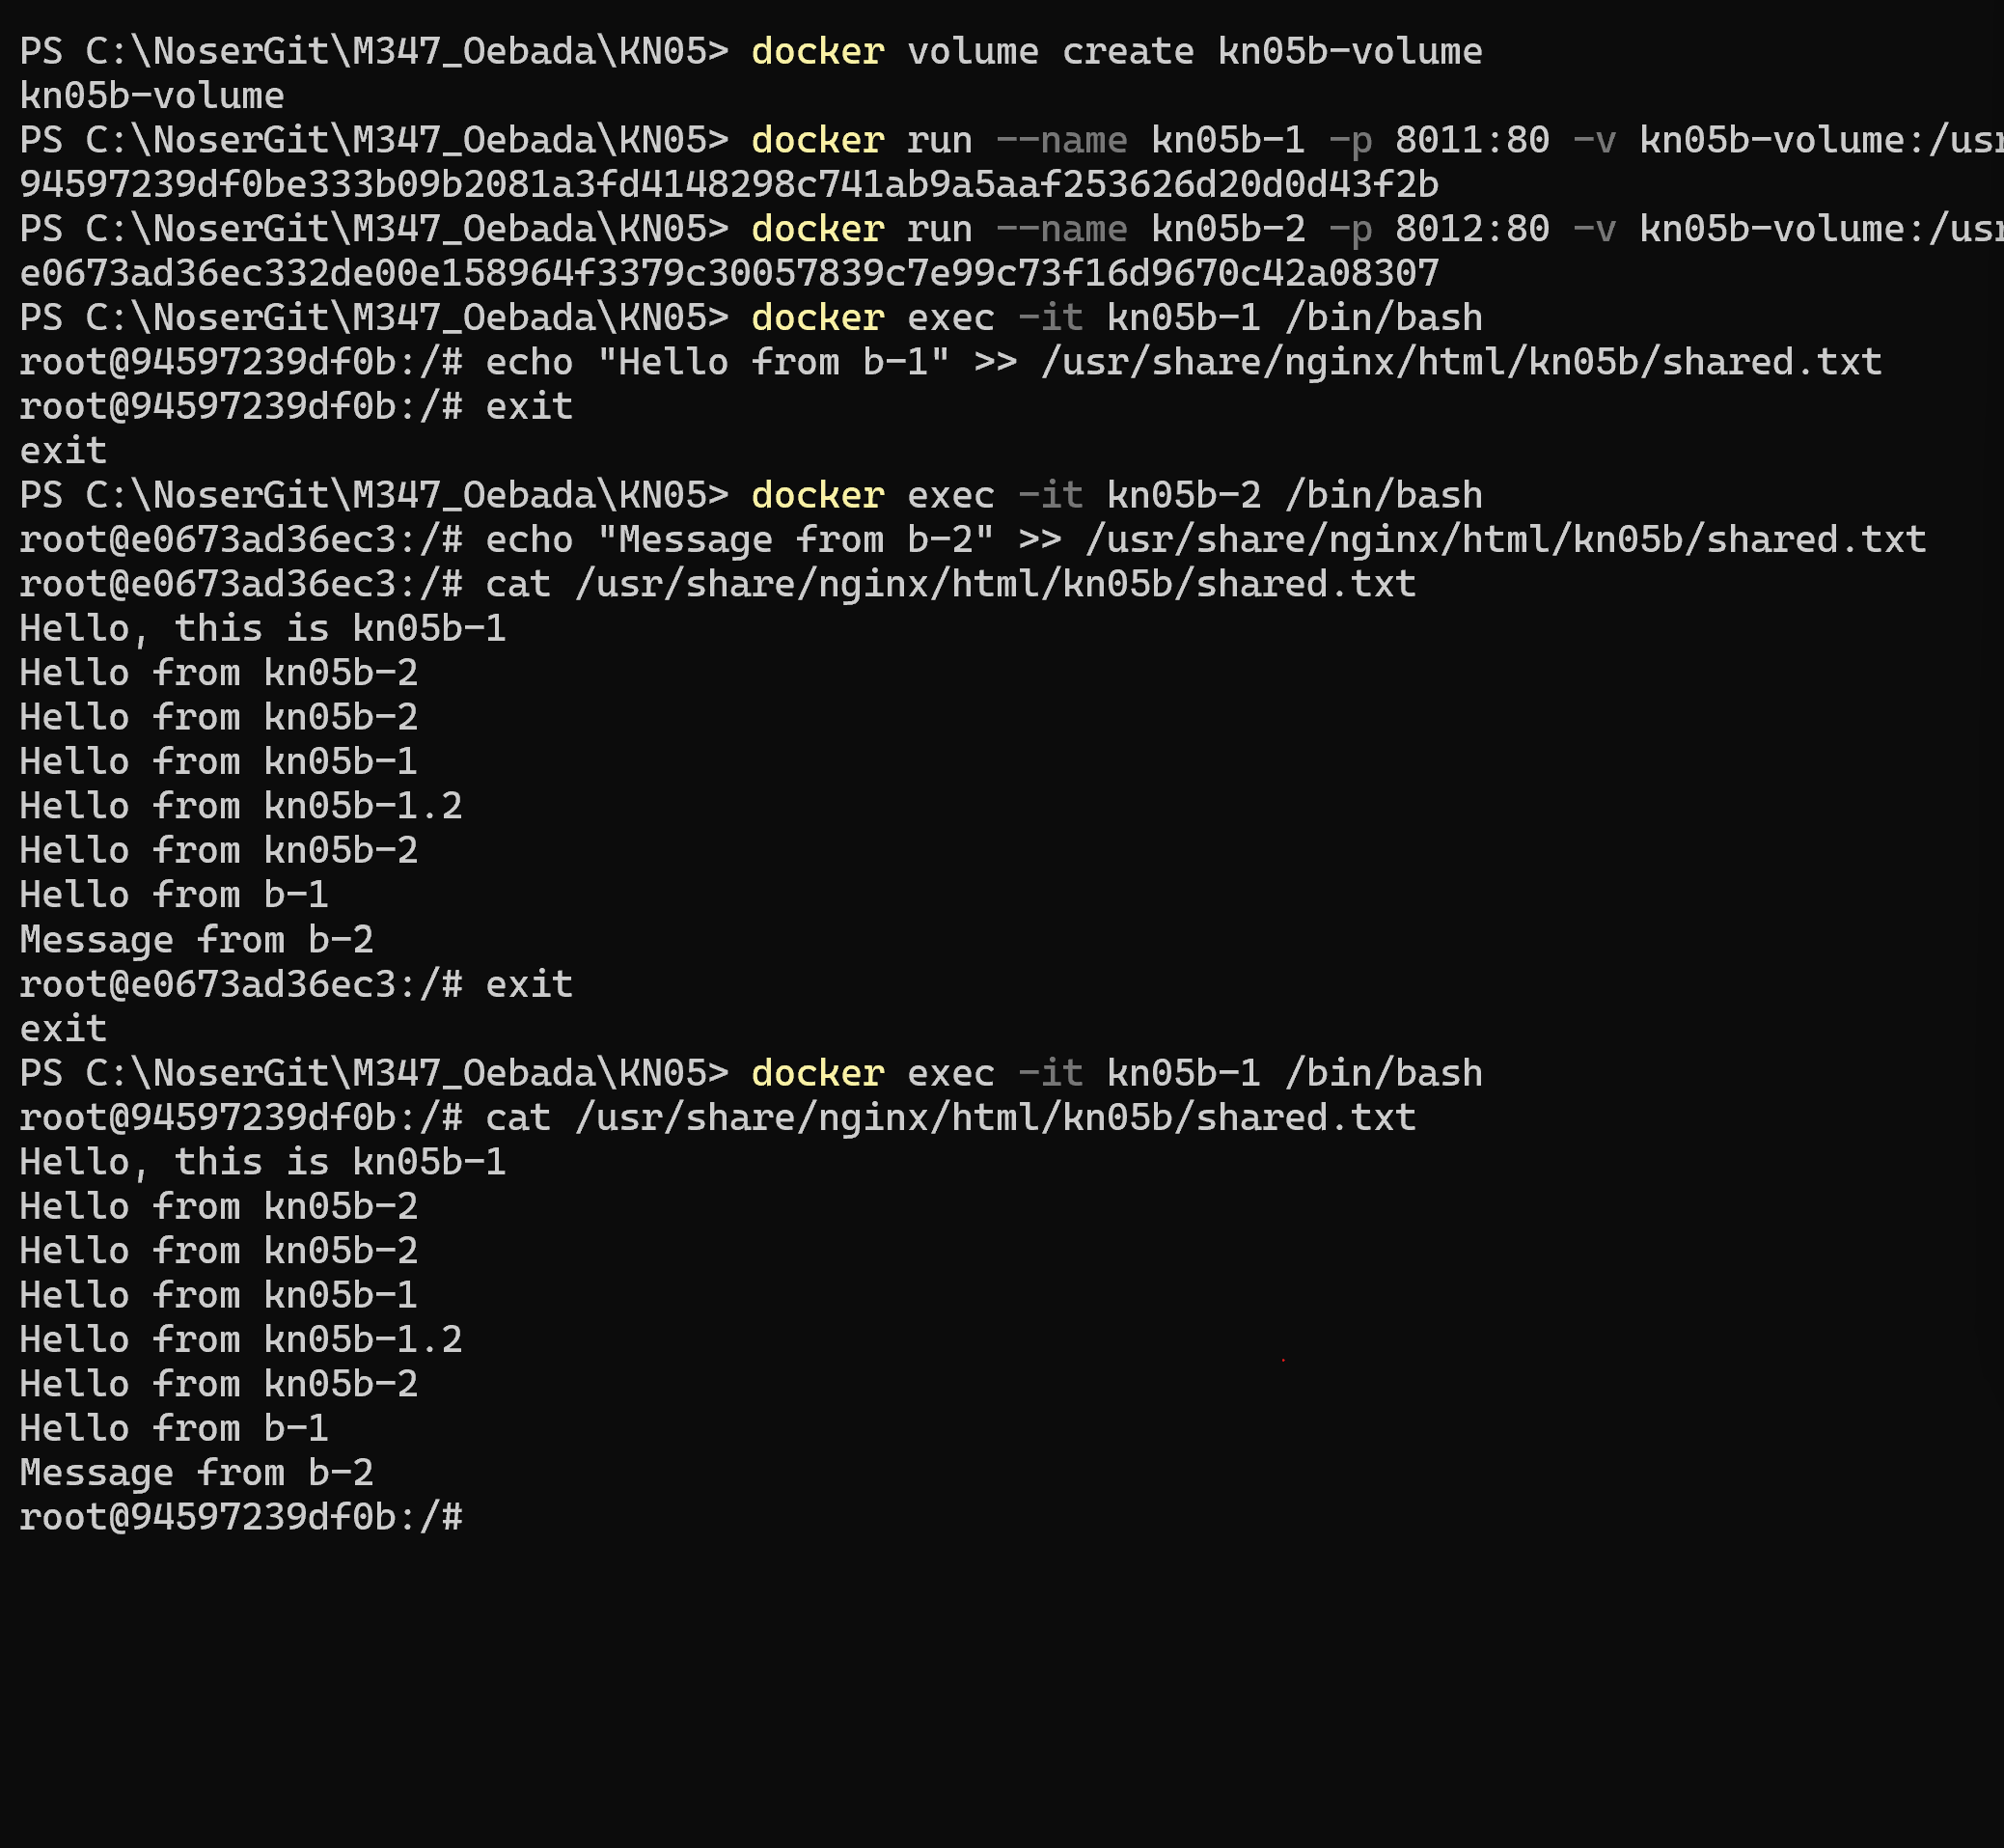 PS C:\NoserGit\M347_Oebada\KN05> docker volume create kn05b-volume
kn05b-volume
PS C:\NoserGit\M347_Oebada\KN05> docker run --name kn05b-1 -p 8011:80 -v kn05b-volume:/usr
94597239df0be333b09b2081a3fd4148298c741ab9a5aaf253626d20d0d43f2b
PS C:\NoserGit\M347_Oebada\KN05> docker run --name kn05b-2 -p 8012:80 -v kn05b-volume:/usr
e0673ad36ec332de00e158964f3379c30057839c7e99c73f16d9670c42a08307
PS C:\NoserGit\M347_Oebada\KN05> docker exec -it kn05b-1 /bin/bash
root@94597239df0b:/# echo "Hello from b-1" >> /usr/share/nginx/html/kn05b/shared.txt
root@94597239df0b:/# exit
exit
PS C:\NoserGit\M347_Oebada\KN05> docker exec -it kn05b-2 /bin/bash
root@e0673ad36ec3:/# echo "Message from b-2" >> /usr/share/nginx/html/kn05b/shared.txt
root@e0673ad36ec3:/# cat /usr/share/nginx/html/kn05b/shared.txt
Hello, this is kn05b-1
Hello from kn05b-2
Hello from kn05b-2
Hello from kn05b-1
Hello from kn05b-1.2
Hello from kn05b-2
Hello from b-1
Message from b-2
root@e0673ad36ec3:/# exit
exit
PS C:\NoserGit\M347_Oebada\KN05> docker exec -it kn05b-1 /bin/bash
root@94597239df0b:/# cat /usr/share/nginx/html/kn05b/shared.txt
Hello, this is kn05b-1
Hello from kn05b-2
Hello from kn05b-2
Hello from kn05b-1
Hello from kn05b-1.2
Hello from kn05b-2
Hello from b-1
Message from b-2
root@94597239df0b:/#